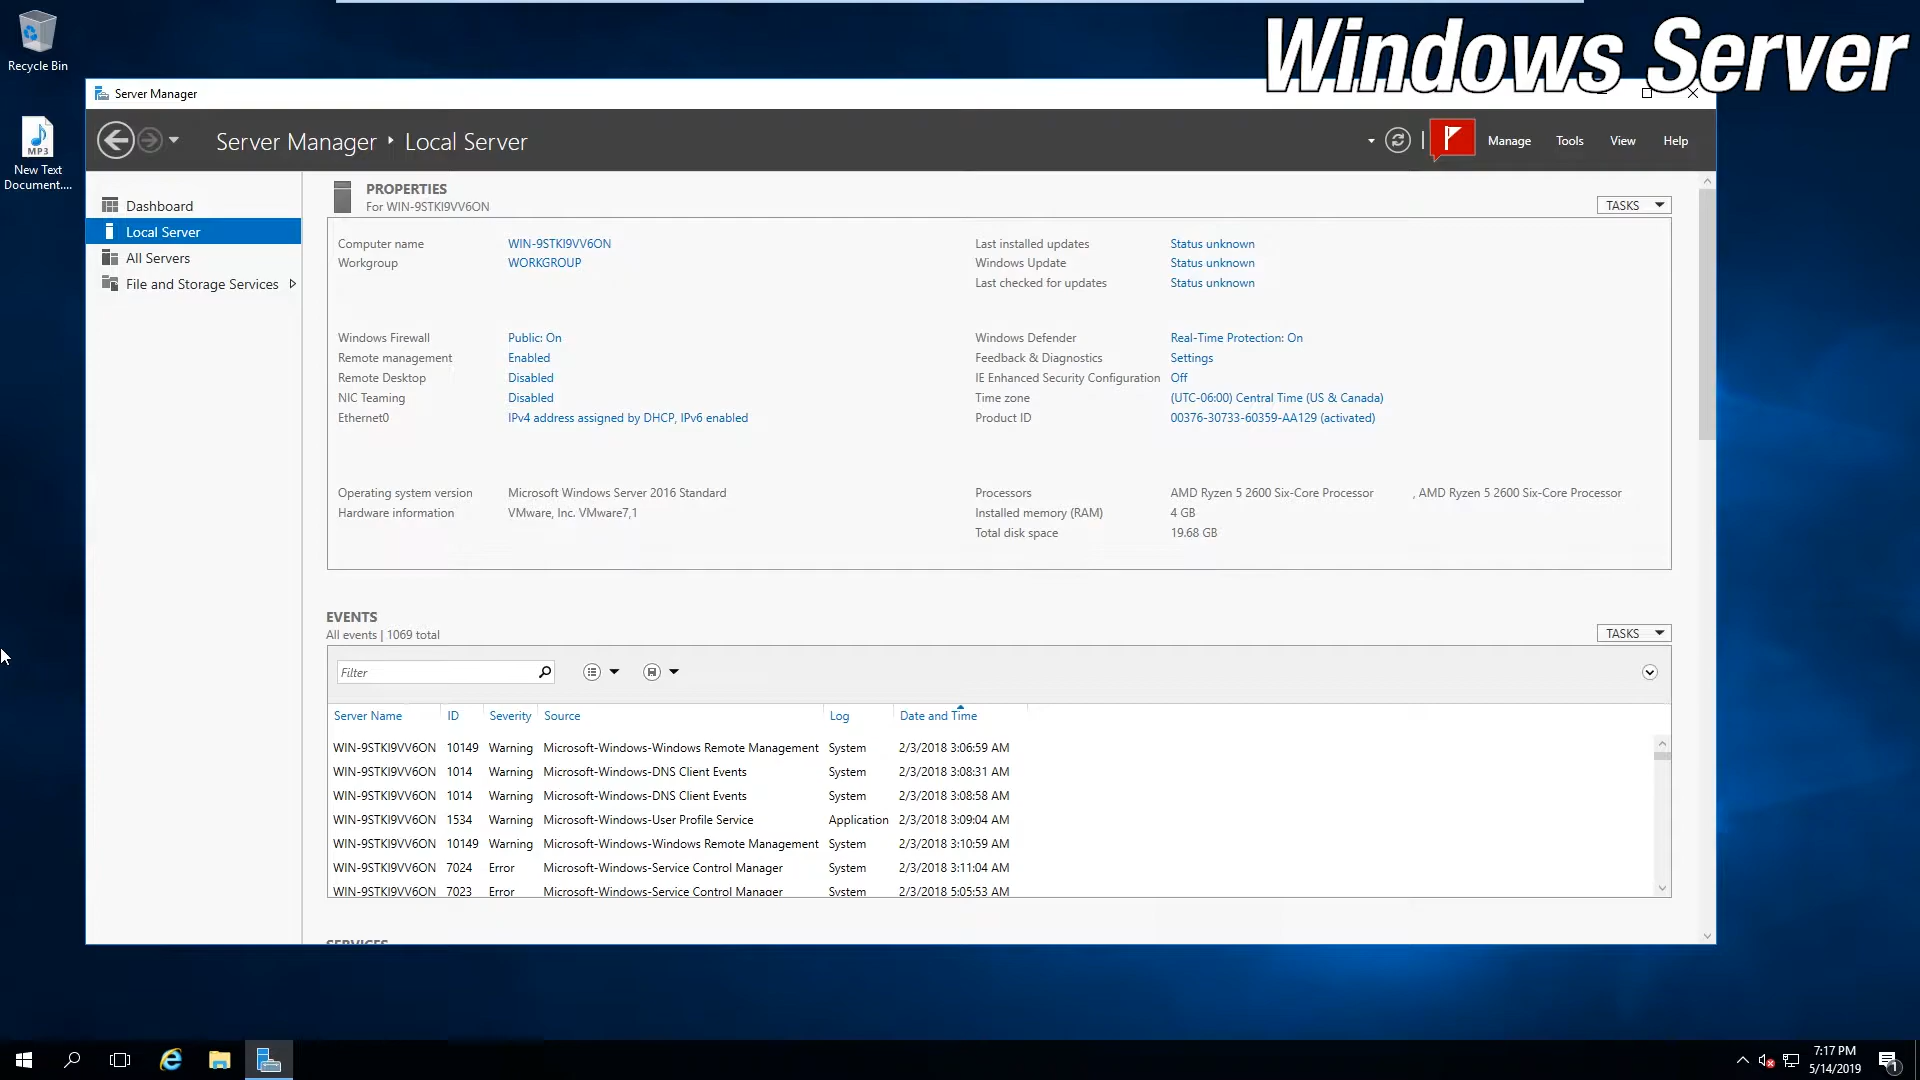 Windows Server
Recycle Bin
MP3
New Text
Document....
Server Manager
Server Manager ‣ Local Server
Manage Tools View Help
Dashboard
Local Server
All Servers
File and Storage Services
PROPERTIES
For WIN-9STKI9VV6ON
TASKS
Computer name WIN-9STKI9VV6ON Last installed updates Status unknown
Workgroup WORKGROUP Windows Update Status unknown
Last checked for updates Status unknown
Windows Firewall Public: On Windows Defender Real-Time Protection: On
Remote management Enabled Feedback & Diagnostics Settings
Remote Desktop Disabled IE Enhanced Security Configuration Off
NIC Teaming Disabled Time zone (UTC-06:00) Central Time (US & Canada)
Ethernet0 IPv4 address assigned by DHCP, IPv6 enabled Product ID 00376-30733-60359-AA129 (activated)
Operating system version Microsoft Windows Server 2016 Standard Processors AMD Ryzen 5 2600 Six-Core Processor , AMD Ryzen 5 2600 Six-Core Processor
Hardware information VMware, Inc. VMware7,1 Installed memory (RAM) 4 GB
Total disk space 19.68 GB
EVENTS
All events | 1069 total
TASKS
Filter
Server Name ID Severity Source Log Date and Time
WIN-9STKI9VV6ON 10149 Warning Microsoft-Windows-Windows Remote Management System 2/3/2018 3:06:59 AM
WIN-9STKI9VV6ON 1014 Warning Microsoft-Windows-DNS Client Events System 2/3/2018 3:08:31 AM
WIN-9STKI9VV6ON 1014 Warning Microsoft-Windows-DNS Client Events System 2/3/2018 3:08:58 AM
WIN-9STKI9VV6ON 1534 Warning Microsoft-Windows-User Profile Service Application 2/3/2018 3:09:04 AM
WIN-9STKI9VV6ON 10149 Warning Microsoft-Windows-Windows Remote Management System 2/3/2018 3:10:59 AM
WIN-9STKI9VV6ON 7024 Error Microsoft-Windows-Service Control Manager System 2/3/2018 3:11:04 AM
WIN-9STKI9VV6ON 7023 Error Microsoft-Windows-Service Control Manager System 2/3/2018 5:05:53 AM
SERVICES
7:17 PM
5/14/2019
1